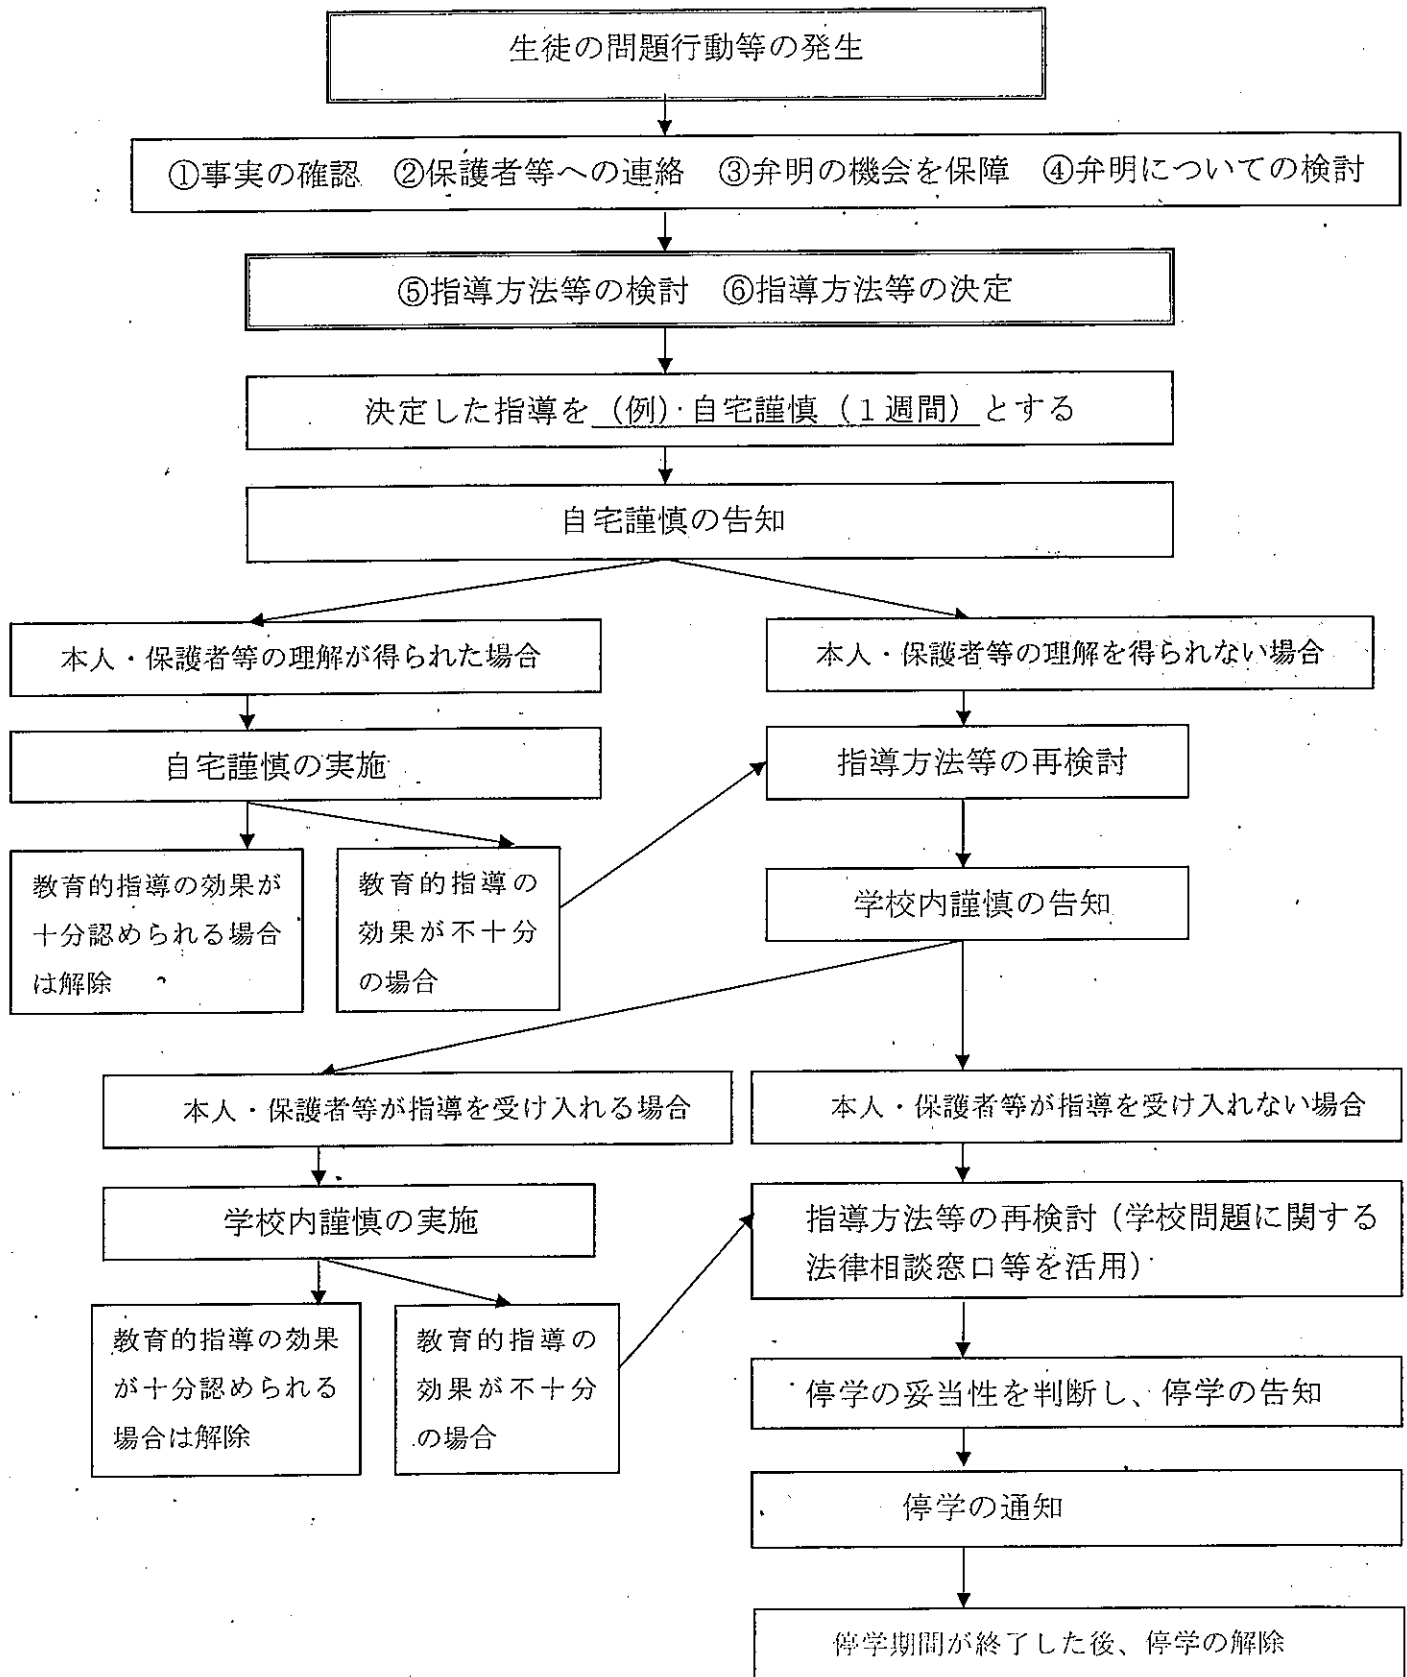 生徒の問題行動等の発生
①事実の確認　②保護者等への連絡　③弁明の機会を保障　④弁明についての検討
⑤指導方法等の検討　⑥指導方法等の決定
決定した指導を（例）・自宅謹慎（１週間）とする
自宅謹慎の告知
本人・保護者等の理解が得られた場合
本人・保護者等の理解を得られない場合
自宅謹慎の実施
指導方法等の再検討
教育的指導の効果が
十分認められる場合
は解除
教育的指導の
効果が不十分
の場合
学校内謹慎の告知
本人・保護者等が指導を受け入れる場合
本人・保護者等が指導を受け入れない場合
学校内謹慎の実施
指導方法等の再検討（学校問題に関する
法律相談窓口等を活用）
教育的指導の効果
が十分認められる
場合は解除
教育的指導の
効果が不十分
の場合
停学の妥当性を判断し、停学の告知
停学の通知
停学期間が終了した後、停学の解除